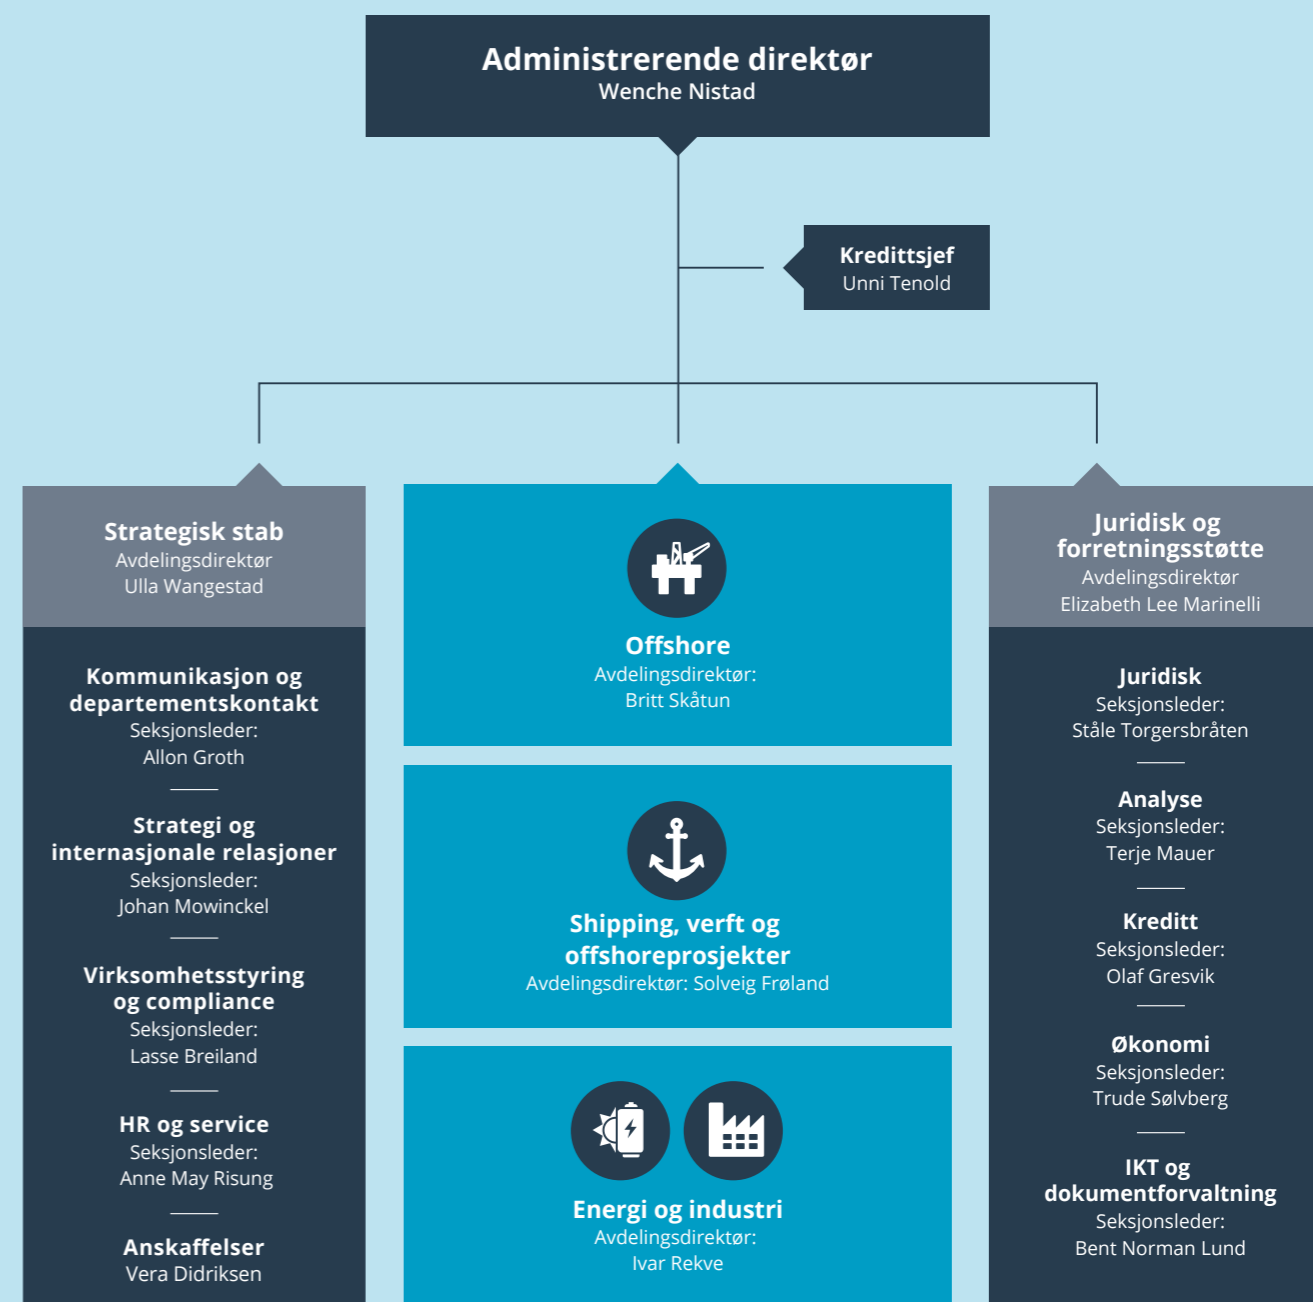 Administrerende direktør
Wenche Nistad
Kredittsjef
Unni Tenold
Strategisk stab
Avdelingsdirektør
Ulla Wangestad
Kommunikasjon og
departementskontakt
Seksjonsleder:
Allon Groth
Strategi og
internasjonale relasjoner
Seksjonsleder:
Johan Mowinckel
Virksomhetsstyring
og compliance
Seksjonsleder:
Lasse Breiland
HR og service
Seksjonsleder:
Anne May Risung
Anskaffelser
Vera Didriksen
Offshore
Avdelingsdirektør:
Britt Skåtun
Shipping, verft og
offshoreprosjekter
Avdelingsdirektør: Solveig Frøland
Energi og industri
Avdelingsdirektør:
Ivar Rekve
Juridisk og
forretningsstøtte
Avdelingsdirektør
Elizabeth Lee Marinelli
Juridisk
Seksjonsleder:
Ståle Torgersbråten
Analyse
Seksjonsleder:
Terje Mauer
Kreditt
Seksjonsleder:
Olaf Gresvik
Økonomi
Seksjonsleder:
Trude Sølvberg
IKT og
dokumentforvaltning
Seksjonsleder:
Bent Norman Lund